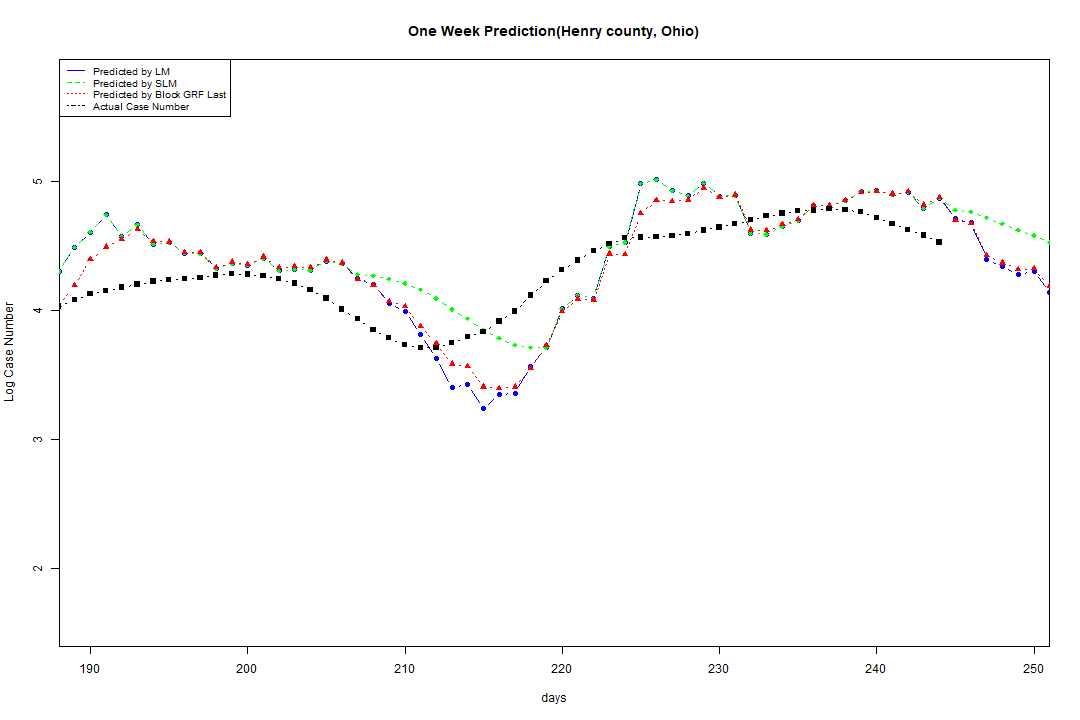 One Week Prediction(Henry county, Ohio)
Predicted by LM
Predicted by SLM
Predicted by Block GRF Last
Actual Case Number
Log Case Number
5
4
3
2
190 200 210 220 230 240 250
days